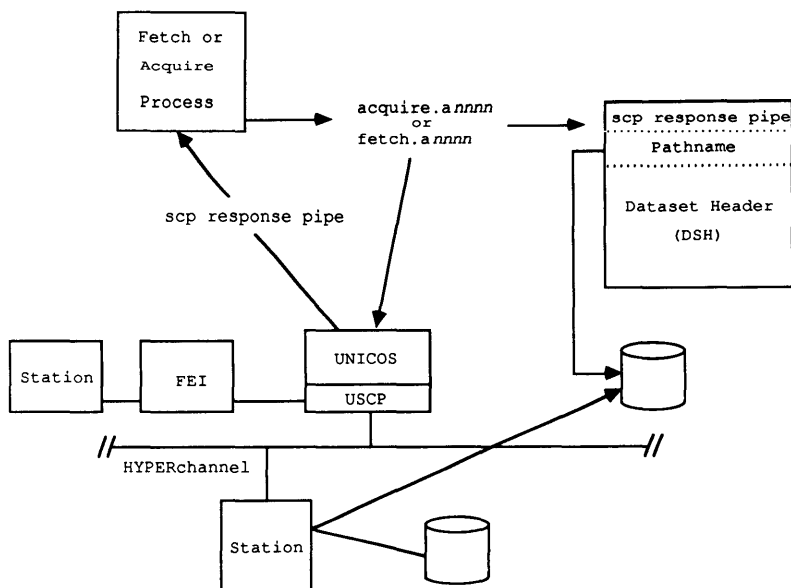 Fetch or
Acquire
Process
acquire.annnn
or
fetch.annnn
scp response pipe
Pathname
Dataset Header
(DSH)
scp response pipe
Station
FEI
UNICOS
USCP
HYPERchannel
Station